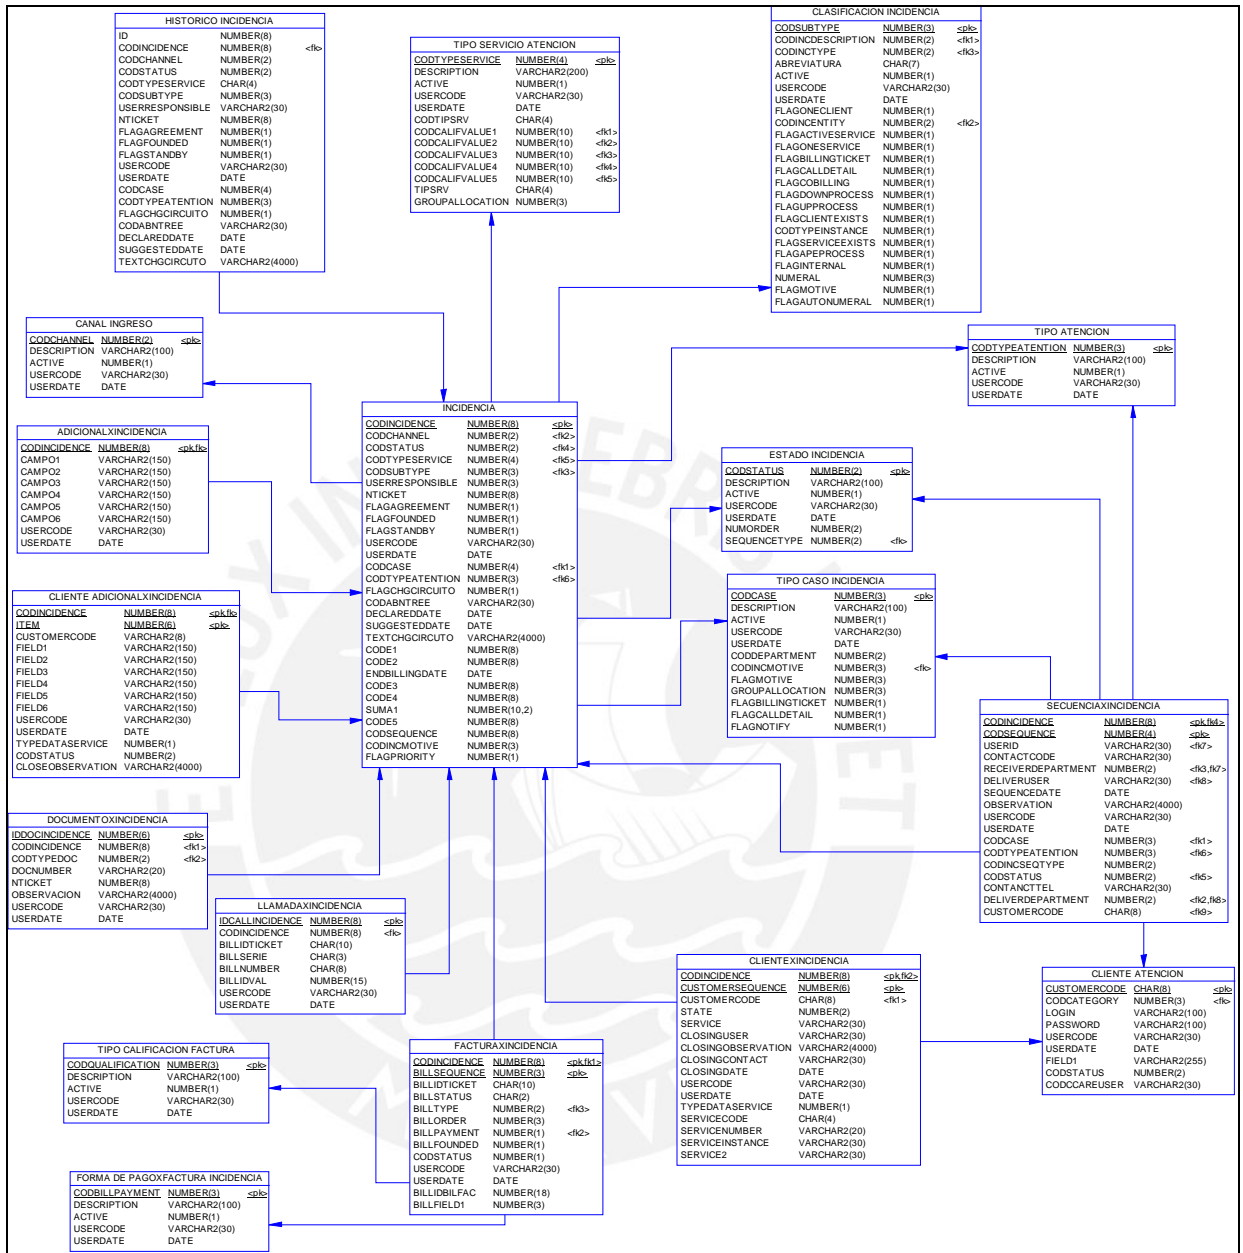 HISTORICO INCIDENCIA
ID NUMBER(8)
CODINCIDENCE NUMBER(8) <fk>
CODCHANNEL NUMBER(2)
CODSTATUS NUMBER(2)
CODTYPESERVICE CHAR(4)
CODSUBTYPE NUMBER(3)
USERRESPONSIBLE VARCHAR2(30)
NTICKET NUMBER(8)
FLAGAGREEMENT NUMBER(1)
FLAGFOUNDED NUMBER(1)
FLAGSTANDBY NUMBER(1)
USERCODE VARCHAR2(30)
USERDATE DATE
CODCASE NUMBER(4)
CODTYPEATENTION NUMBER(3)
FLAGCHGCIRCUITO NUMBER(1)
CODABNTREE VARCHAR2(30)
DECLAREDDATE DATE
SUGGESTEDDATE DATE
TEXTCHGCIRCUTO VARCHAR2(4000)
TIPO SERVICIO ATENCION
CODTYPESERVICE NUMBER(4) <pk>
DESCRIPTION VARCHAR2(200)
ACTIVE NUMBER(1)
USERCODE VARCHAR2(30)
USERDATE DATE
CODTIPSRV CHAR(4)
CODCALIFVALUE1 NUMBER(10) <fk1>
CODCALIFVALUE2 NUMBER(10) <fk2>
CODCALIFVALUE3 NUMBER(10) <fk3>
CODCALIFVALUE4 NUMBER(10) <fk4>
CODCALIFVALUE5 NUMBER(10) <fk5>
TIPSRV CHAR(4)
GROUPALLOCATION NUMBER(3)
CLASIFICACION INCIDENCIA
CODSUBTYPE NUMBER(3) <pk>
CODINCDESCRIPTION NUMBER(2) <fk1>
CODINCTYPE NUMBER(2) <fk3>
ABREVIATURA CHAR(7)
ACTIVE NUMBER(1)
USERCODE VARCHAR2(30)
USERDATE DATE
FLAGONECLIENT NUMBER(1)
CODINCENTITY NUMBER(2) <fk2>
FLAGACTIVESERVICE NUMBER(1)
FLAGONESERVICE NUMBER(1)
FLAGBILLINGTICKET NUMBER(1)
FLAGCALLDETAIL NUMBER(1)
FLAGCOBILLING NUMBER(1)
FLAGDOWNPROCESS NUMBER(1)
FLAGUPPROCESS NUMBER(1)
FLAGCLIENTEXISTS NUMBER(1)
CODTYPEINSTANCE NUMBER(1)
FLAGSERVICEEXISTS NUMBER(1)
FLAGAPEPROCESS NUMBER(1)
FLAGINTERNAL NUMBER(1)
NUMERAL NUMBER(3)
FLAGMOTIVE NUMBER(1)
FLAGAUTONUMERAL NUMBER(1)
CANAL INGRESO
CODCHANNEL NUMBER(2) <pk>
DESCRIPTION VARCHAR2(100)
ACTIVE NUMBER(1)
USERCODE VARCHAR2(30)
USERDATE DATE
TIPO ATENCION
CODTYPEATENTION NUMBER(3) <pk>
DESCRIPTION VARCHAR2(100)
ACTIVE NUMBER(1)
USERCODE VARCHAR2(30)
USERDATE DATE
INCIDENCIA
CODINCIDENCE NUMBER(8) <pk>
CODCHANNEL NUMBER(2) <fk2>
CODSTATUS NUMBER(2) <fk4>
CODTYPESERVICE NUMBER(4) <fk5>
CODSUBTYPE NUMBER(3) <fk3>
USERRESPONSIBLE NUMBER(3)
NTICKET NUMBER(8)
FLAGAGREEMENT NUMBER(1)
FLAGFOUNDED NUMBER(1)
FLAGSTANDBY NUMBER(1)
USERCODE VARCHAR2(30)
USERDATE DATE
CODCASE NUMBER(4) <fk1>
CODTYPEATENTION NUMBER(3) <fk6>
FLAGCHGCIRCUITO NUMBER(1)
CODABNTREE VARCHAR2(30)
DECLAREDDATE DATE
SUGGESTEDDATE DATE
TEXTCHGCIRCUTO VARCHAR2(4000)
CODE1 NUMBER(8)
CODE2 NUMBER(8)
ENDBILLINGDATE DATE
CODE3 NUMBER(8)
CODE4 NUMBER(8)
SUMA1 NUMBER(10,2)
CODE5 NUMBER(8)
CODSEQUENCE NUMBER(8)
CODINCMOTIVE NUMBER(3)
FLAGPRIORITY NUMBER(1)
ADICIONALXINCIDENCIA
CODINCIDENCE NUMBER(8) <pk,fk>
CAMPO1 VARCHAR2(150)
CAMPO2 VARCHAR2(150)
CAMPO3 VARCHAR2(150)
CAMPO4 VARCHAR2(150)
CAMPO5 VARCHAR2(150)
CAMPO6 VARCHAR2(150)
USERCODE VARCHAR2(30)
USERDATE DATE
ESTADO INCIDENCIA
CODSTATUS NUMBER(2) <pk>
DESCRIPTION VARCHAR2(100)
ACTIVE NUMBER(1)
USERCODE VARCHAR2(30)
USERDATE DATE
NUMORDER NUMBER(2)
SEQUENCETYPE NUMBER(2) <fk>
TIPO CASO INCIDENCIA
CODCASE NUMBER(3) <pk>
DESCRIPTION VARCHAR2(100)
ACTIVE NUMBER(1)
USERCODE VARCHAR2(30)
USERDATE DATE
CODDEPARTMENT NUMBER(2)
CODINCMOTIVE NUMBER(3) <fk>
FLAGMOTIVE NUMBER(3)
GROUPALLOCATION NUMBER(3)
FLAGBILLINGTICKET NUMBER(1)
FLAGCALLDETAIL NUMBER(1)
FLAGNOTIFY NUMBER(1)
CLIENTE ADICIONALXINCIDENCIA
CODINCIDENCE NUMBER(8) <pk,fk>
ITEM NUMBER(6) <pk>
CUSTOMERCODE VARCHAR2(8)
FIELD1 VARCHAR2(150)
FIELD2 VARCHAR2(150)
FIELD3 VARCHAR2(150)
FIELD4 VARCHAR2(150)
FIELD5 VARCHAR2(150)
FIELD6 VARCHAR2(150)
USERCODE VARCHAR2(30)
USERDATE DATE
TYPEDATASERVICE NUMBER(1)
CODSTATUS NUMBER(2)
CLOSEOBSERVATION VARCHAR2(4000)
SECUENCIAXINCIDENCIA
CODINCIDENCE NUMBER(8) <pk,fk4>
CODSEQUENCE NUMBER(4) <pk>
USERID VARCHAR2(30) <fk7>
CONTACTCODE VARCHAR2(30)
RECEIVERDEPARTMENT NUMBER(2) <fk3,fk7>
DELIVERUSER VARCHAR2(30) <fk8>
SEQUENCEDATE DATE
OBSERVATION VARCHAR2(4000)
USERCODE VARCHAR2(30)
USERDATE DATE
CODCASE NUMBER(3) <fk1>
CODTYPEATENTION NUMBER(3) <fk6>
CODINCSEQTYPE NUMBER(2)
CODSTATUS NUMBER(2) <fk5>
CONTANCTTEL VARCHAR2(30)
DELIVERDEPARTMENT NUMBER(2) <fk2,fk8>
CUSTOMERCODE CHAR(8) <fk9>
DOCUMENTOXINCIDENCIA
IDDOCINCIDENCE NUMBER(6) <pk>
CODINCIDENCE NUMBER(8) <fk1>
CODTYPEDOC NUMBER(2) <fk2>
DOCNUMBER VARCHAR2(20)
NTICKET NUMBER(8)
OBSERVACION VARCHAR2(4000)
USERCODE VARCHAR2(30)
USERDATE DATE
LLAMADAXINCIDENCIA
IDCALLINCIDENCE NUMBER(8) <pk>
CODINCIDENCE NUMBER(8) <fk>
BILLIDTICKET CHAR(10)
BILLSERIE CHAR(3)
BILLNUMBER CHAR(8)
BILLIDVAL NUMBER(15)
USERCODE VARCHAR2(30)
USERDATE DATE
CLIENTEXINCIDENCIA
CODINCIDENCE NUMBER(8) <pk,fk2>
CUSTOMERSEQUENCE NUMBER(6) <pk>
CUSTOMERCODE CHAR(8) <fk1>
STATE NUMBER(2)
SERVICE VARCHAR2(30)
CLOSINGUSER VARCHAR2(30)
CLOSINGOBSERVATION VARCHAR2(4000)
CLOSINGCONTACT VARCHAR2(30)
CLOSINGDATE DATE
USERCODE VARCHAR2(30)
USERDATE DATE
TYPEDATASERVICE NUMBER(1)
SERVICECODE CHAR(4)
SERVICENUMBER VARCHAR2(20)
SERVICEINSTANCE VARCHAR2(30)
SERVICE2 VARCHAR2(30)
CLIENTE ATENCION
CUSTOMERCODE CHAR(8) <pk>
CODCATEGORY NUMBER(3) <fk>
LOGIN VARCHAR2(100)
PASSWORD VARCHAR2(100)
USERCODE VARCHAR2(30)
USERDATE DATE
FIELD1 VARCHAR2(255)
CODSTATUS NUMBER(2)
CODCCAREUSER VARCHAR2(30)
TIPO CALIFICACION FACTURA
CODQUALIFICATION NUMBER(3) <pk>
DESCRIPTION VARCHAR2(100)
ACTIVE NUMBER(1)
USERCODE VARCHAR2(30)
USERDATE DATE
FACTURAXINCIDENCIA
CODINCIDENCE NUMBER(8) <pk,fk1>
BILLSEQUENCE NUMBER(3) <pk>
BILLIDTICKET CHAR(10)
BILLSTATUS CHAR(2)
BILLTYPE NUMBER(2) <fk3>
BILLORDER NUMBER(3)
BILLPAYMENT NUMBER(1) <fk2>
BILLFOUNDED NUMBER(1)
CODSTATUS NUMBER(1)
USERCODE VARCHAR2(30)
USERDATE DATE
BILLIDBILFAC NUMBER(18)
BILLFIELD1 NUMBER(3)
FORMA DE PAGOXFACTURA INCIDENCIA
CODBILLPAYMENT NUMBER(3) <pk>
DESCRIPTION VARCHAR2(100)
ACTIVE NUMBER(1)
USERCODE VARCHAR2(30)
USERDATE DATE